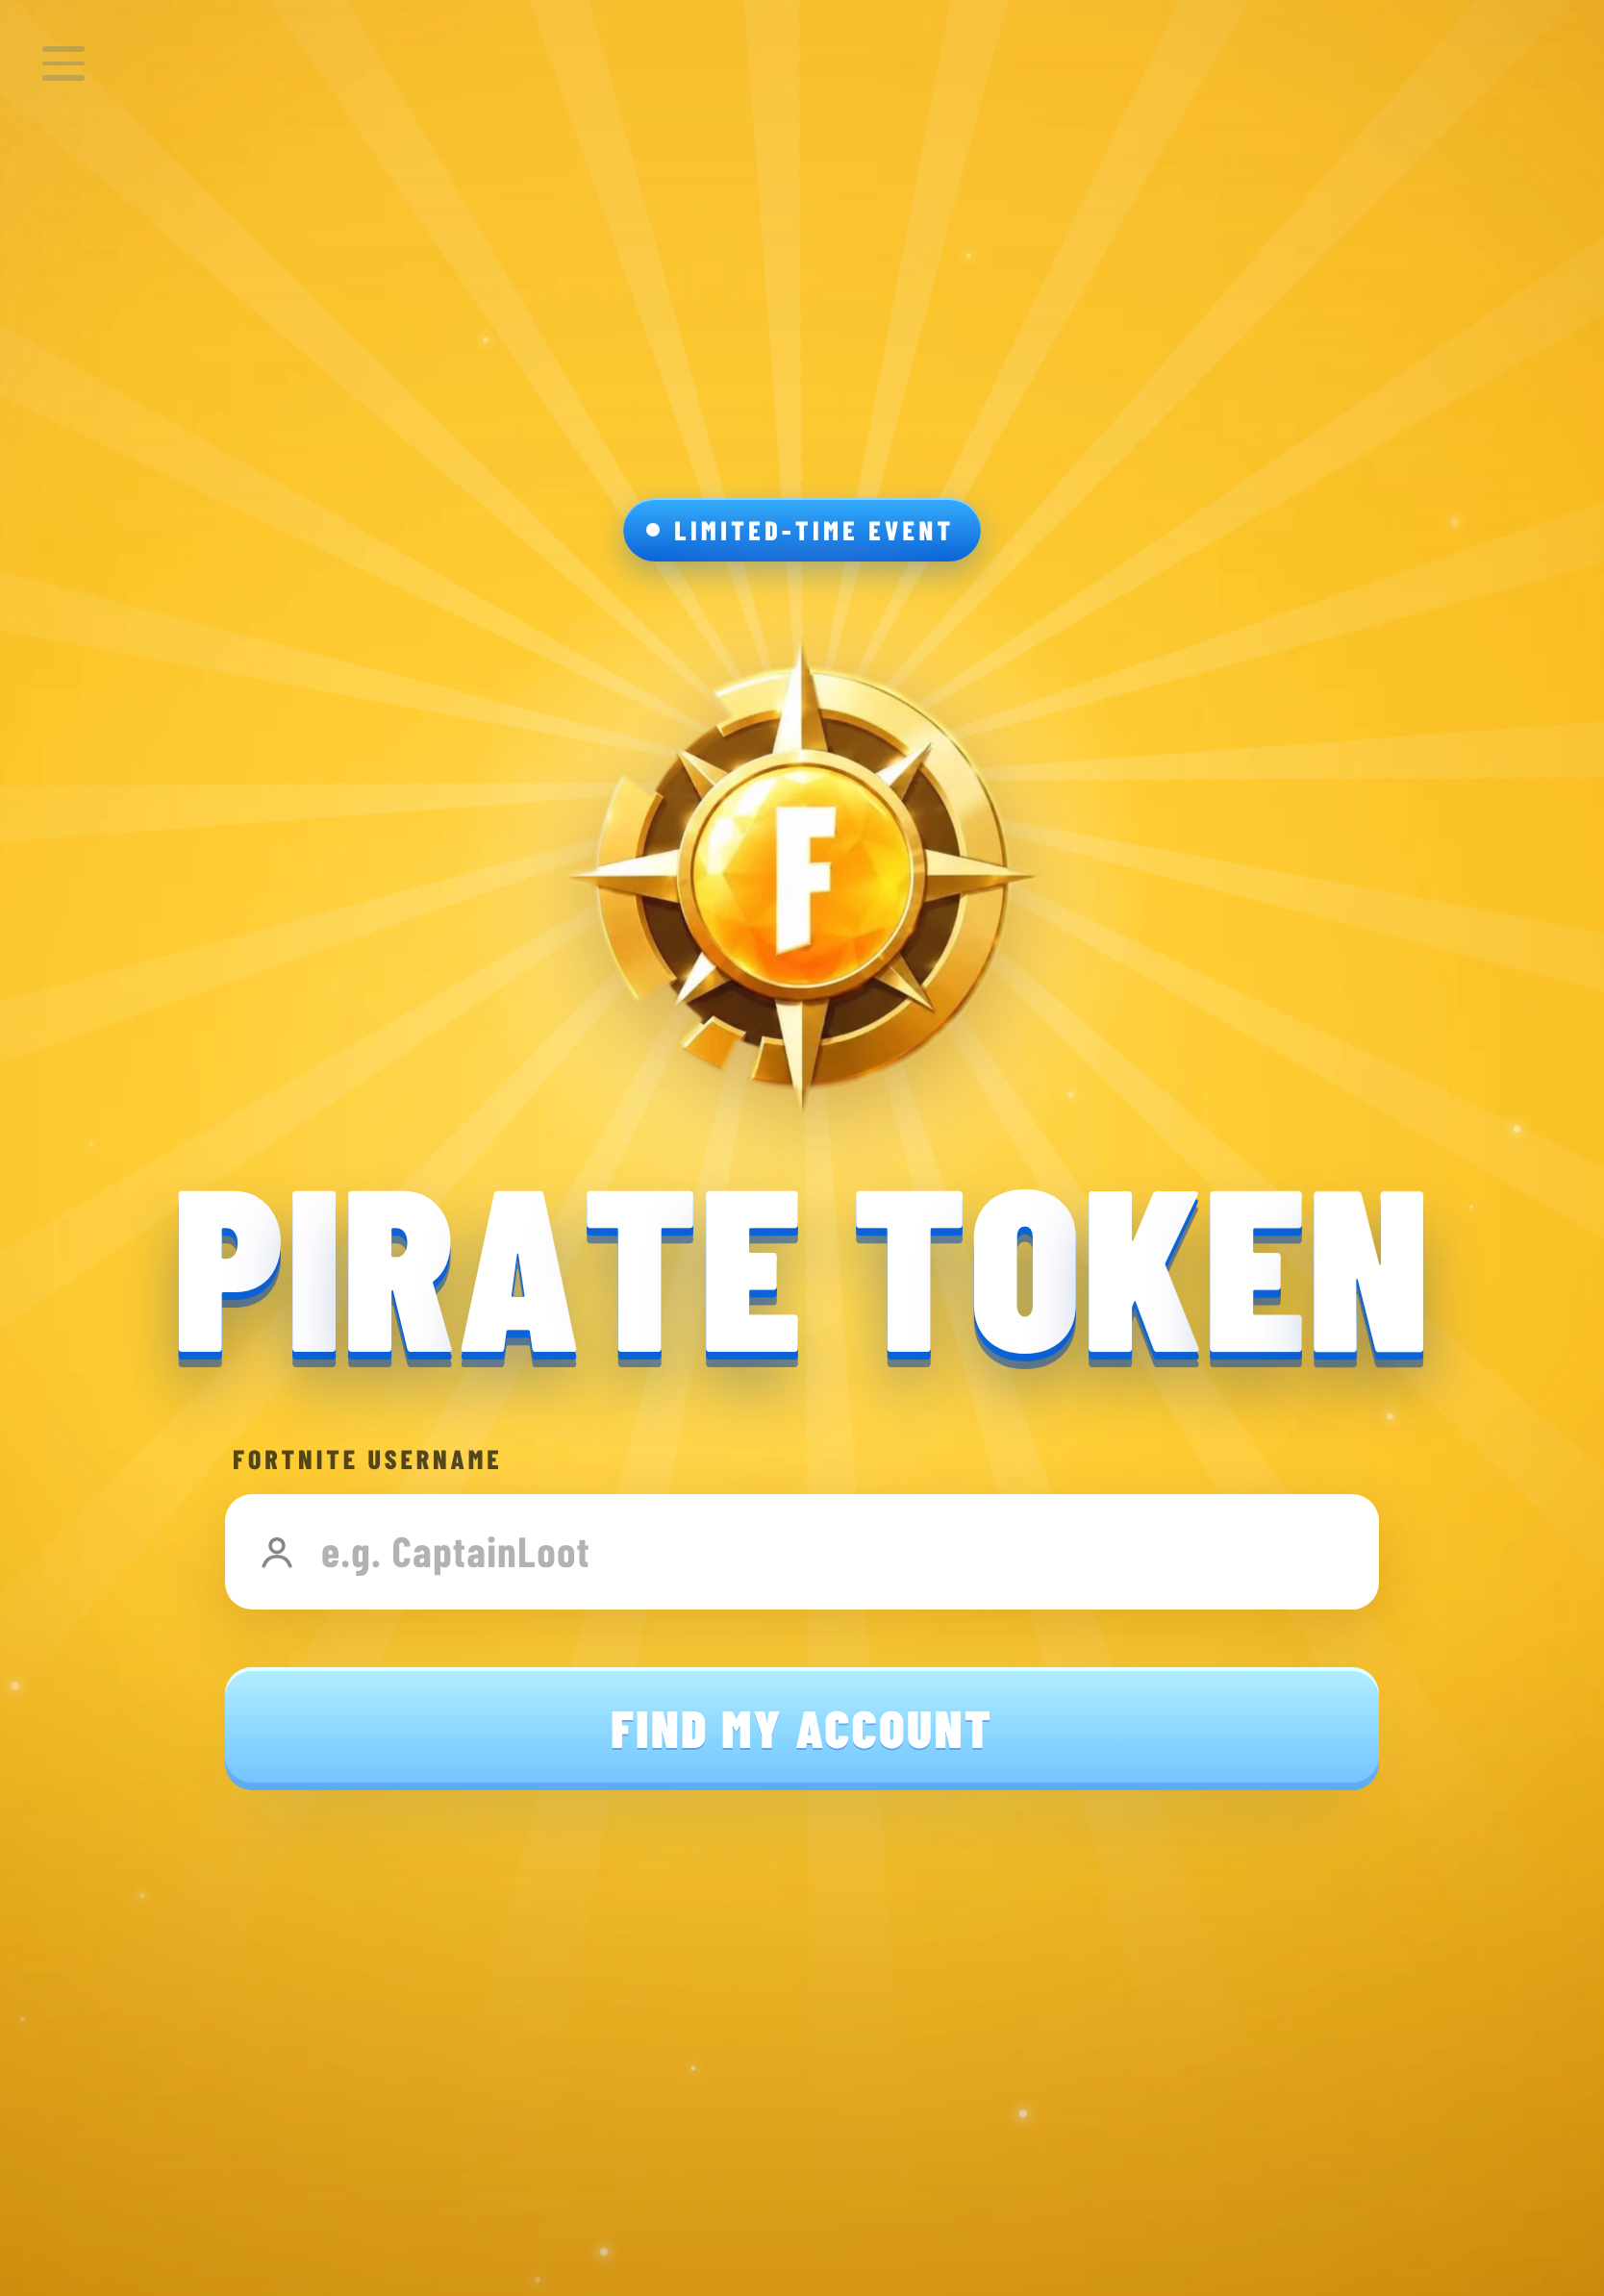 LIMITED-TIME EVENT
F
PIRATE TOKEN
FORTNITE USERNAME
e.g. CaptainLoot
FIND MY ACCOUNT